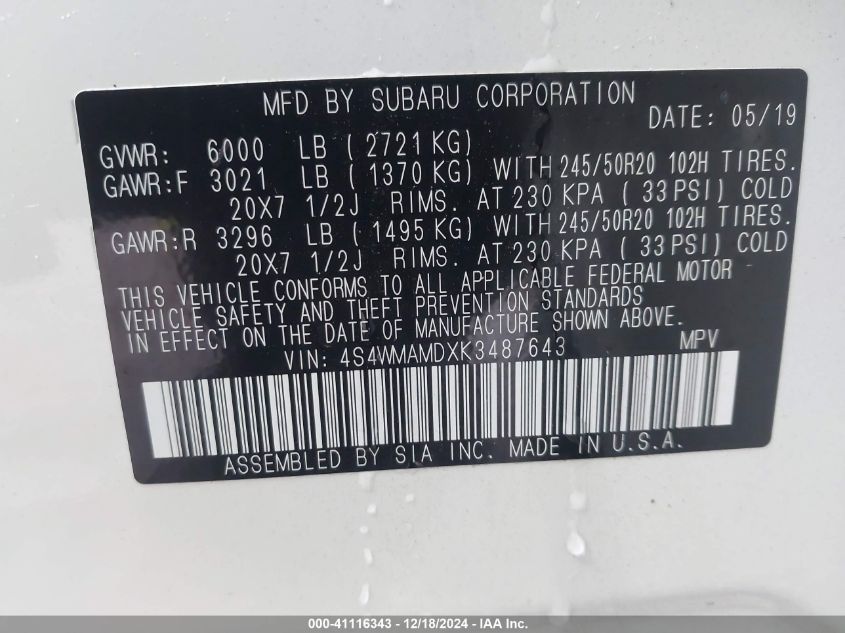 MFD BY SUBARU CORPORATION
DATE: 05/19
GVWR: 6000 LB ( 2721 KG)
GAWR:F 3021 LB ( 1370 KG) WITH 245/50R20 102H TIRES.
20X7 1/2J RIMS. AT 230 KPA ( 33 PSI) COLD
GAWR:R 3296 LB ( 1495 KG) WITH 245/50R20 102H TIRES.
20X7 1/2J RIMS. AT 230 KPA ( 33 PSI) COLD
THIS VEHICLE CONFORMS TO ALL APPLICABLE FEDERAL MOTOR
VEHICLE SAFETY AND THEFT PREVENTION STANDARDS
IN EFFECT ON THE DATE OF MANUFACTURE SHOWN ABOVE.
VIN: 4S4WMAMDXK3487643 MPV
ASSEMBLED BY SIA INC. MADE IN U.S.A.
000-41116343 - 12/18/2024 - IAA Inc.